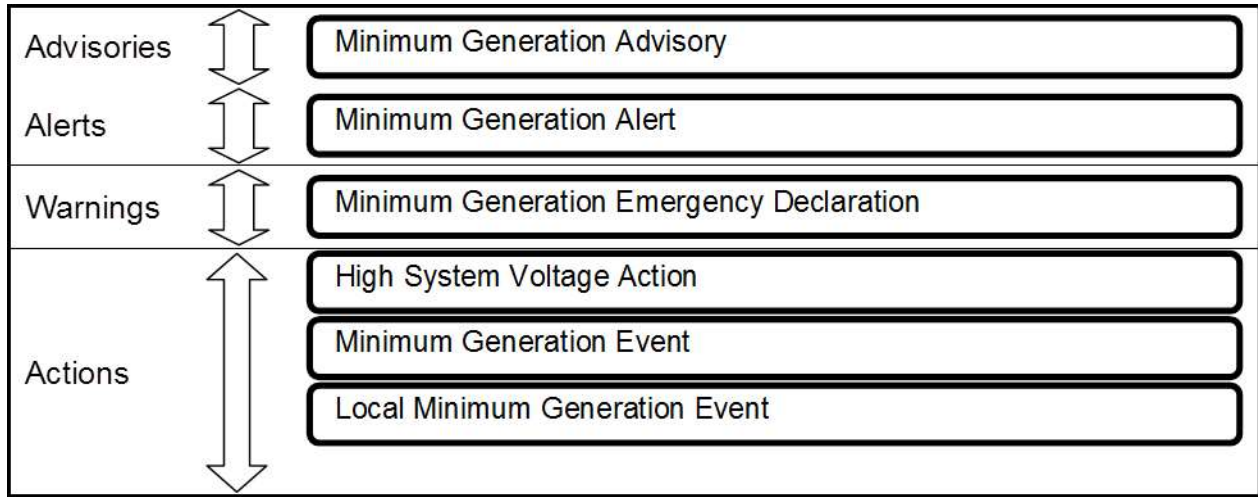 Advisories
Minimum Generation Advisory
Alerts
Minimum Generation Alert
Warnings
Minimum Generation Emergency Declaration
Actions
High System Voltage Action
Minimum Generation Event
Local Minimum Generation Event